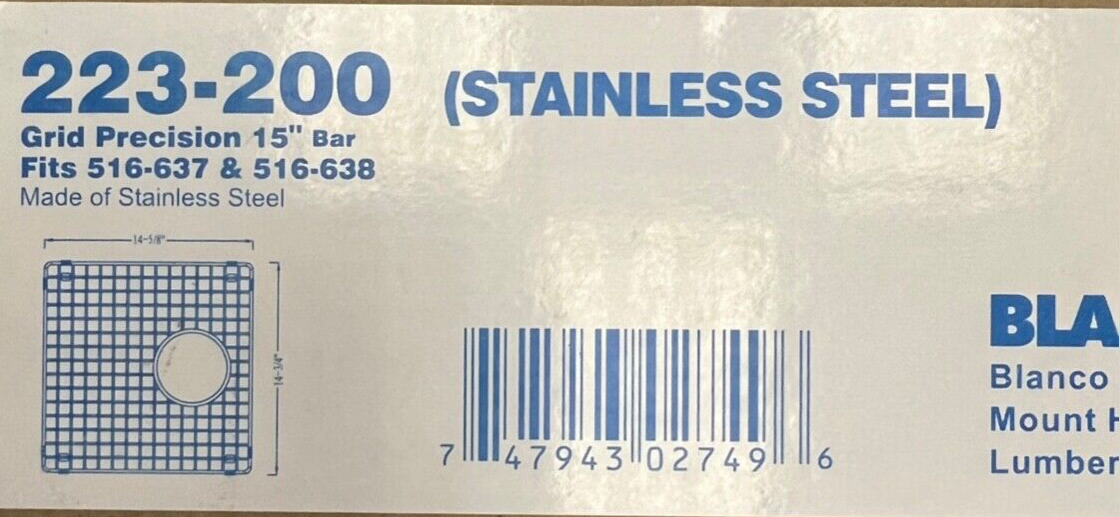 223-200 (STAINLESS STEEL)
Grid Precision 15" Bar
Fits 516-637 & 516-638
Made of Stainless Steel
14-5/8"
14-3/4"
7 47943 02749 6
BLA
Blanco
Mount H
Lumber